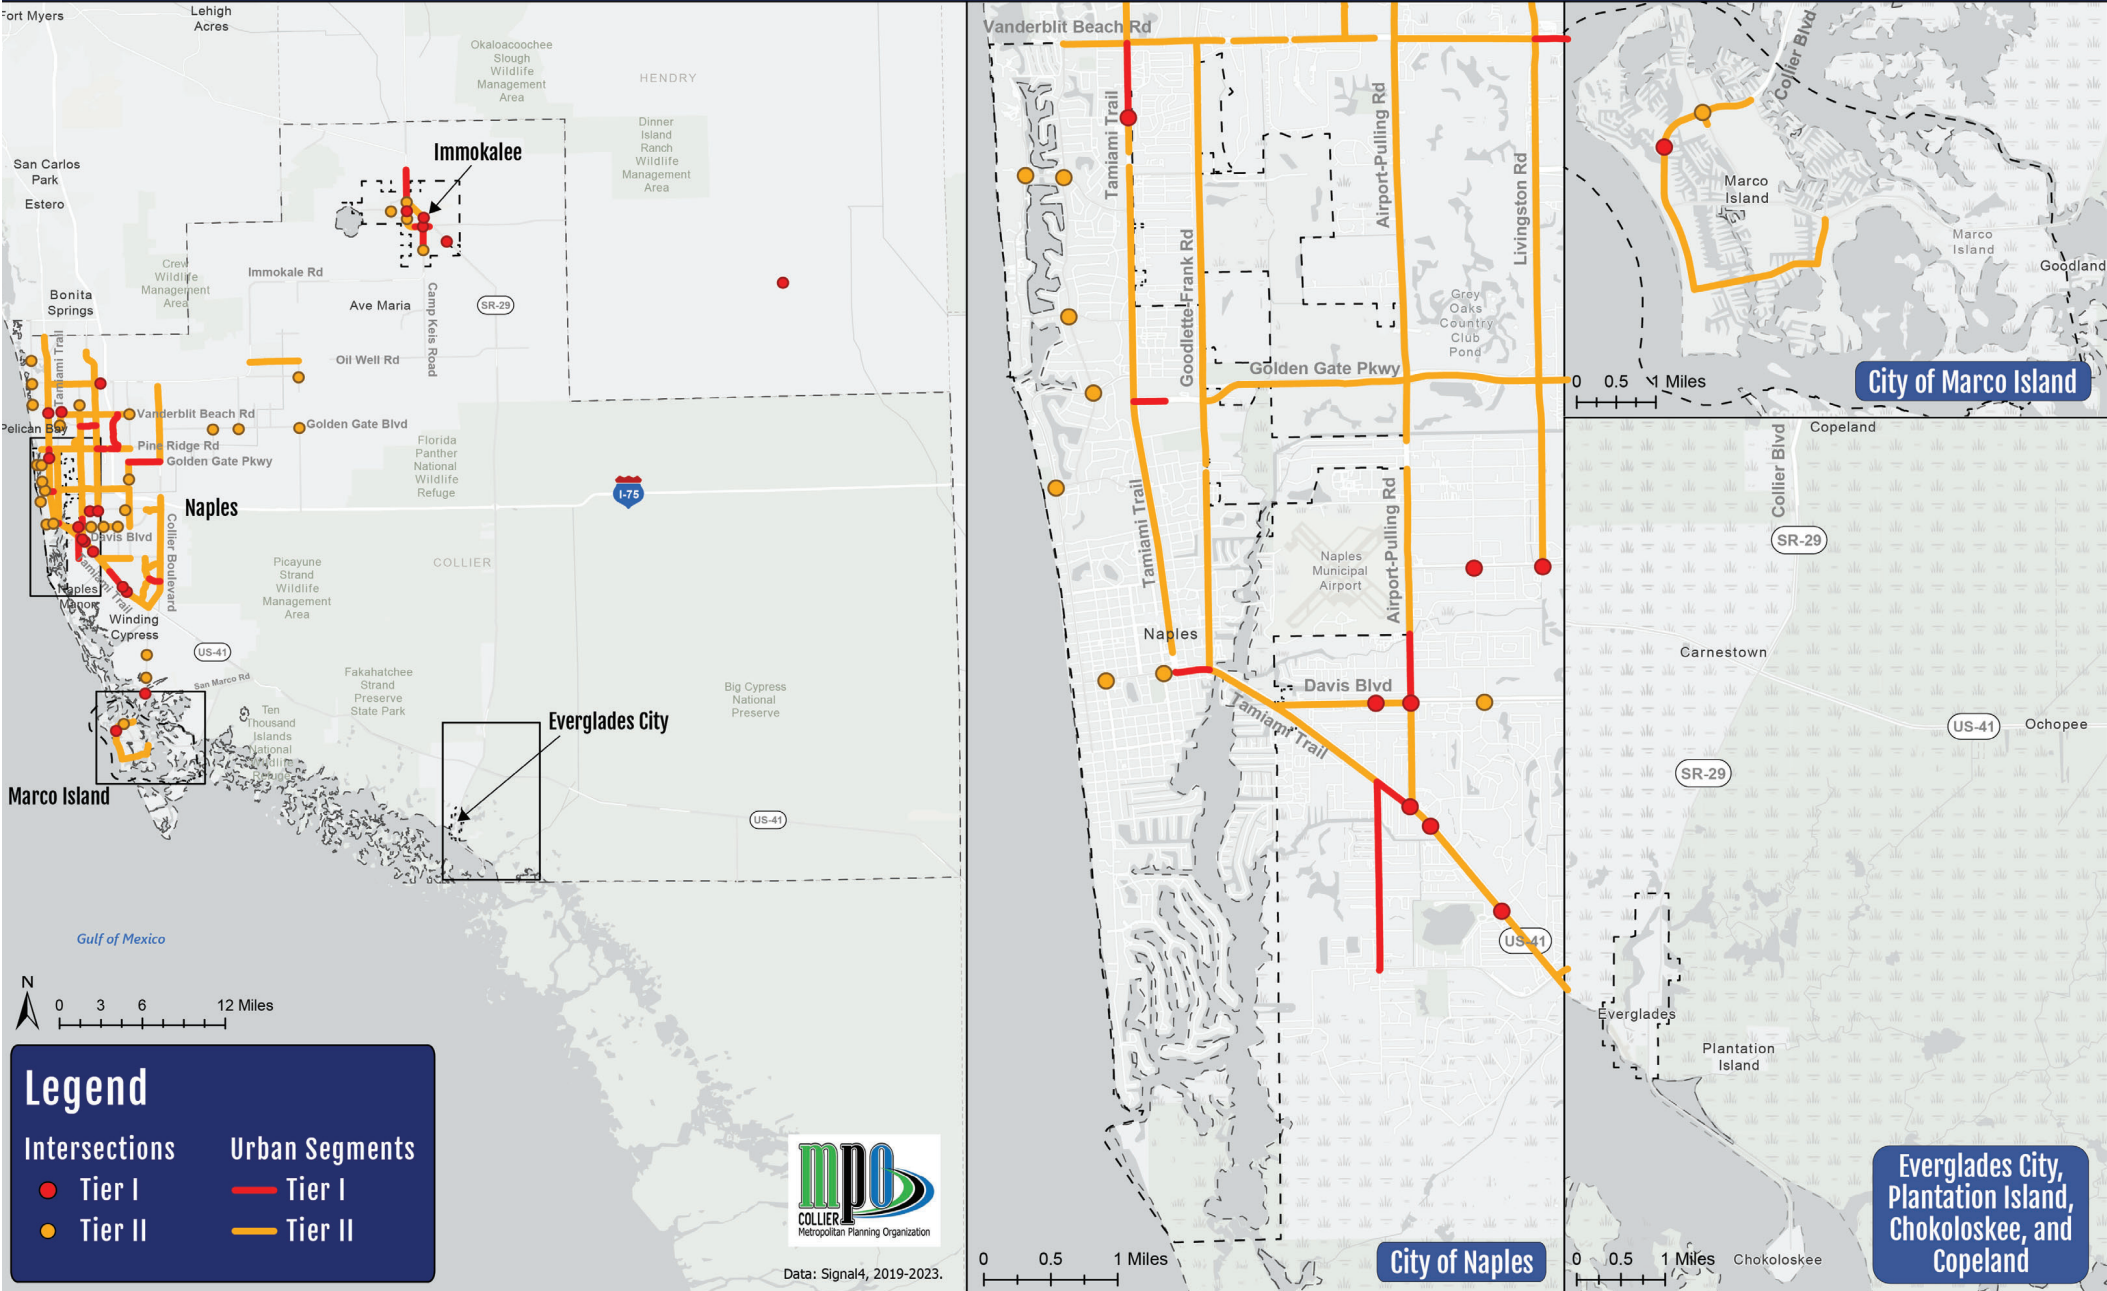 Fort Myers
Lehigh
Acres
Okaloacoochee
Slough
Wildlife
Management
Area
HENDRY
Dinner
Island
Ranch
Wildlife
Management
Area
San Carlos
Park
Estero
Immokalee
Crew
Wildlife
Management
Area
Immokale Rd
Bonita
Springs
Ave Maria
Camp Keis Road
SR-29
Tamiami Trail
Oil Well Rd
Vanderblit Beach Rd
Golden Gate Blvd
Pelican Bay
Pine Ridge Rd
Golden Gate Pkwy
Florida
Panther
National
Wildlife
Refuge
I-75
Naples
Davis Blvd
Collier Boulevard
Tamiami Trail
Picayune
Strand
Wildlife
Management
Area
COLLIER
Naples
Manor
Winding
Cypress
US-41
San Marco Rd
Fakahatchee
Strand
Preserve
State Park
Big Cypress
National
Preserve
Ten
Thousand
Islands
National
Wildlife
Refuge
Everglades City
Marco Island
US-41
Gulf of Mexico
N
0 3 6 12 Miles
Legend
Intersections
Urban Segments
Tier I
Tier I
Tier II
Tier II
mpo
COLLIER
Metropolitan Planning Organization
Data: Signal4, 2019-2023.
Vanderblit Beach Rd
Tamiami Trail
Airport-Pulling Rd
Livingston Rd
Goodlette-Frank Rd
Grey
Oaks
Country
Club
Pond
Golden Gate Pkwy
Tamiami Trail
Airport-Pulling Rd
Naples
Municipal
Airport
Naples
Davis Blvd
Tamiami Trail
US-41
0 0.5 1 Miles
City of Naples
Collier Blvd
Marco
Island
Marco
Island
Goodland
0 0.5 1 Miles
City of Marco Island
Copeland
Collier Blvd
SR-29
Carnestown
US-41
Ochopee
SR-29
Everglades
Plantation
Island
Chokoloskee
0 0.5 1 Miles
Everglades City,
Plantation Island,
Chokoloskee, and
Copeland